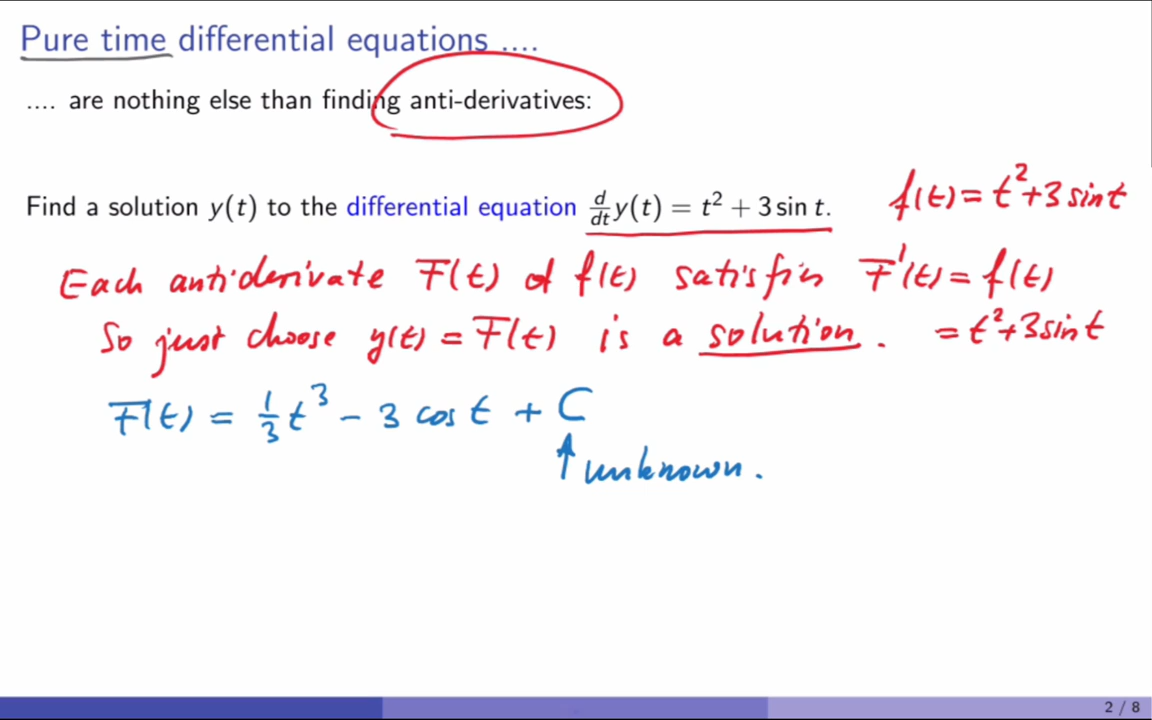 Pure time differential equations ....
.... are nothing else than finding anti-derivatives:
Find a solution y(t) to the differential equation d/dt y(t) = t² + 3 sin t.
f(t) = t² + 3 sin t
Each antiderivate F(t) of f(t) satisfies F'(t) = f(t)
So just choose y(t) = F(t) is a solution. = t² + 3 sin t
F(t) = 1/3 t³ - 3 cos t + C
↑ unknown.
2 / 8